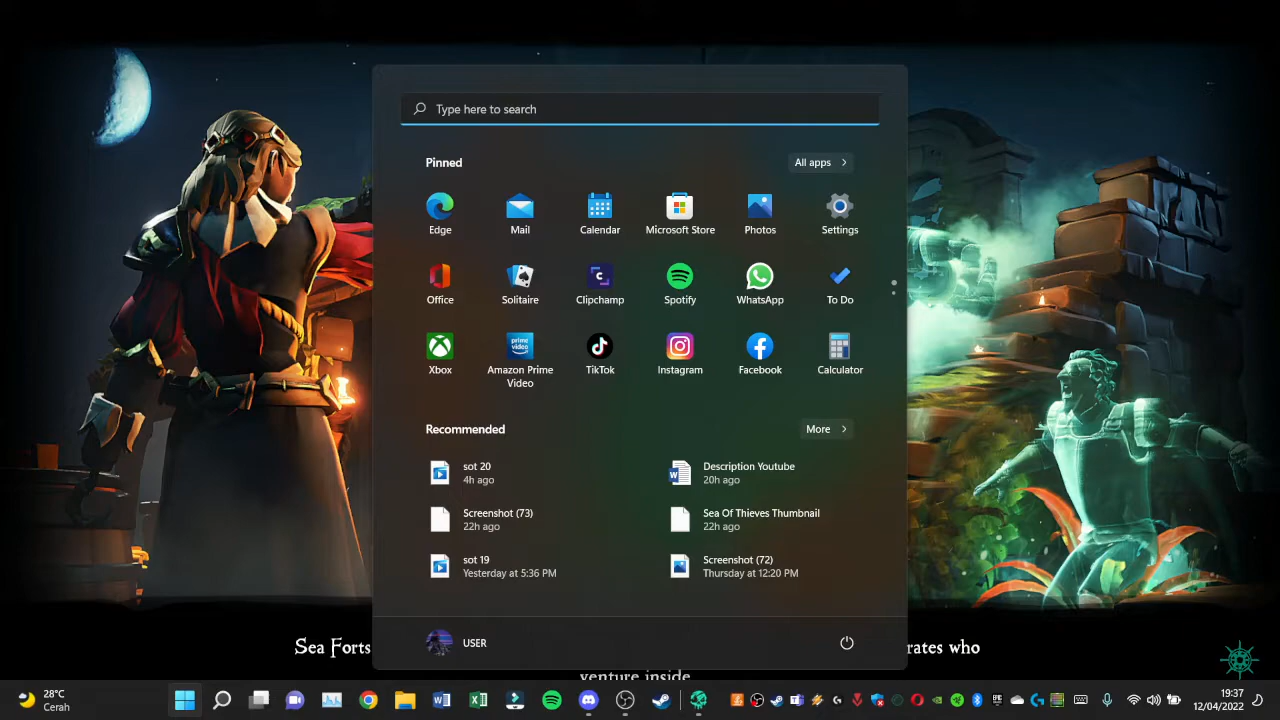 Type here to search
Pinned
All apps
Edge
Mail
Calendar
Microsoft Store
Photos
Settings
Office
Solitaire
Clipchamp
Spotify
WhatsApp
To Do
Xbox
prime video
Amazon Prime
Video
TikTok
Instagram
Facebook
Calculator
Recommended
More
sot 20
4h ago
Description Youtube
20h ago
Screenshot (73)
22h ago
Sea Of Thieves Thumbnail
22h ago
sot 19
Yesterday at 5:36 PM
Screenshot (72)
Thursday at 12:20 PM
USER
Sea Forts
rates who
venture inside
28°C
Cerah
19:37
12/04/2022